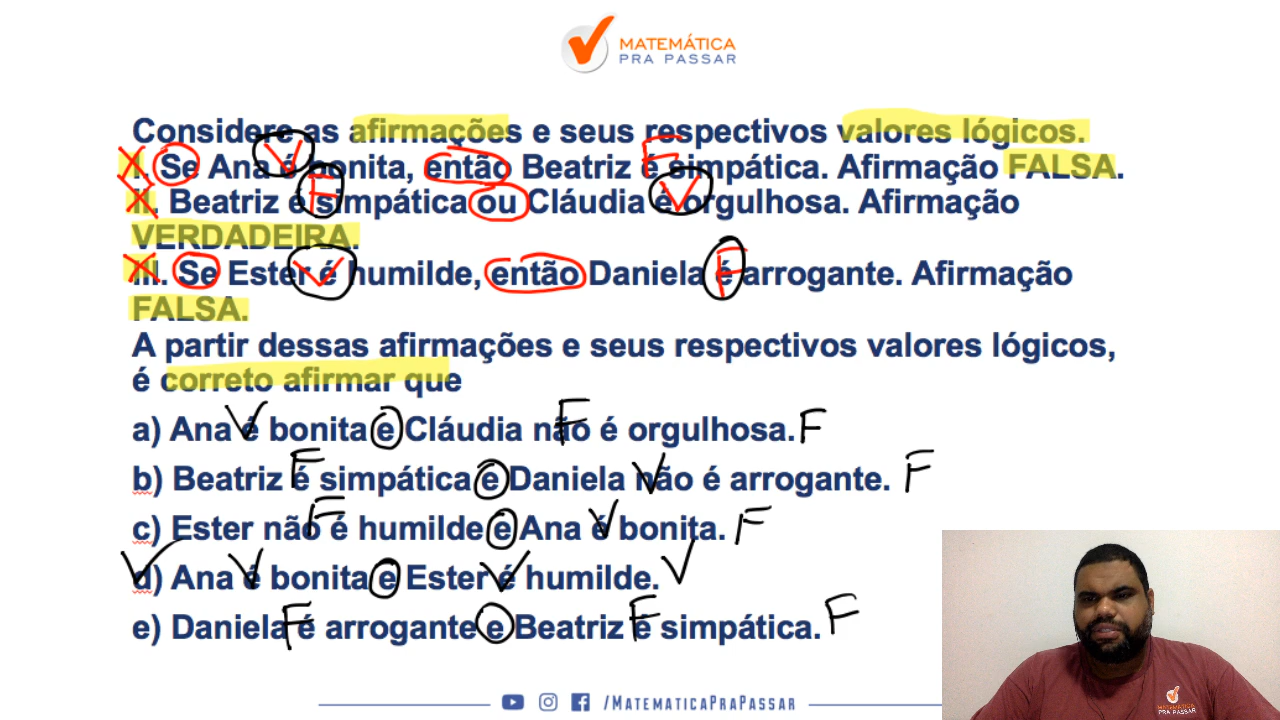 MATEMÁTICA
PRA PASSAR
Considere as afirmações e seus respectivos valores lógicos.
I. Se Ana é bonita, então Beatriz é simpática. Afirmação FALSA.
V F
II. Beatriz é simpática ou Cláudia é orgulhosa. Afirmação
F V
VERDADEIRA.
III. Se Ester é humilde, então Daniela é arrogante. Afirmação
V F
FALSA.
A partir dessas afirmações e seus respectivos valores lógicos,
é correto afirmar que
a) Ana é bonita e Cláudia não é orgulhosa. F
V F
b) Beatriz é simpática e Daniela não é arrogante. F
F V
c) Ester não é humilde e Ana é bonita. F
F V
d) Ana é bonita e Ester é humilde. V
V V
e) Daniela é arrogante e Beatriz é simpática. F
F F
/MATEMATICAPRAPASSAR
MATEMÁTICA
PRA PASSAR